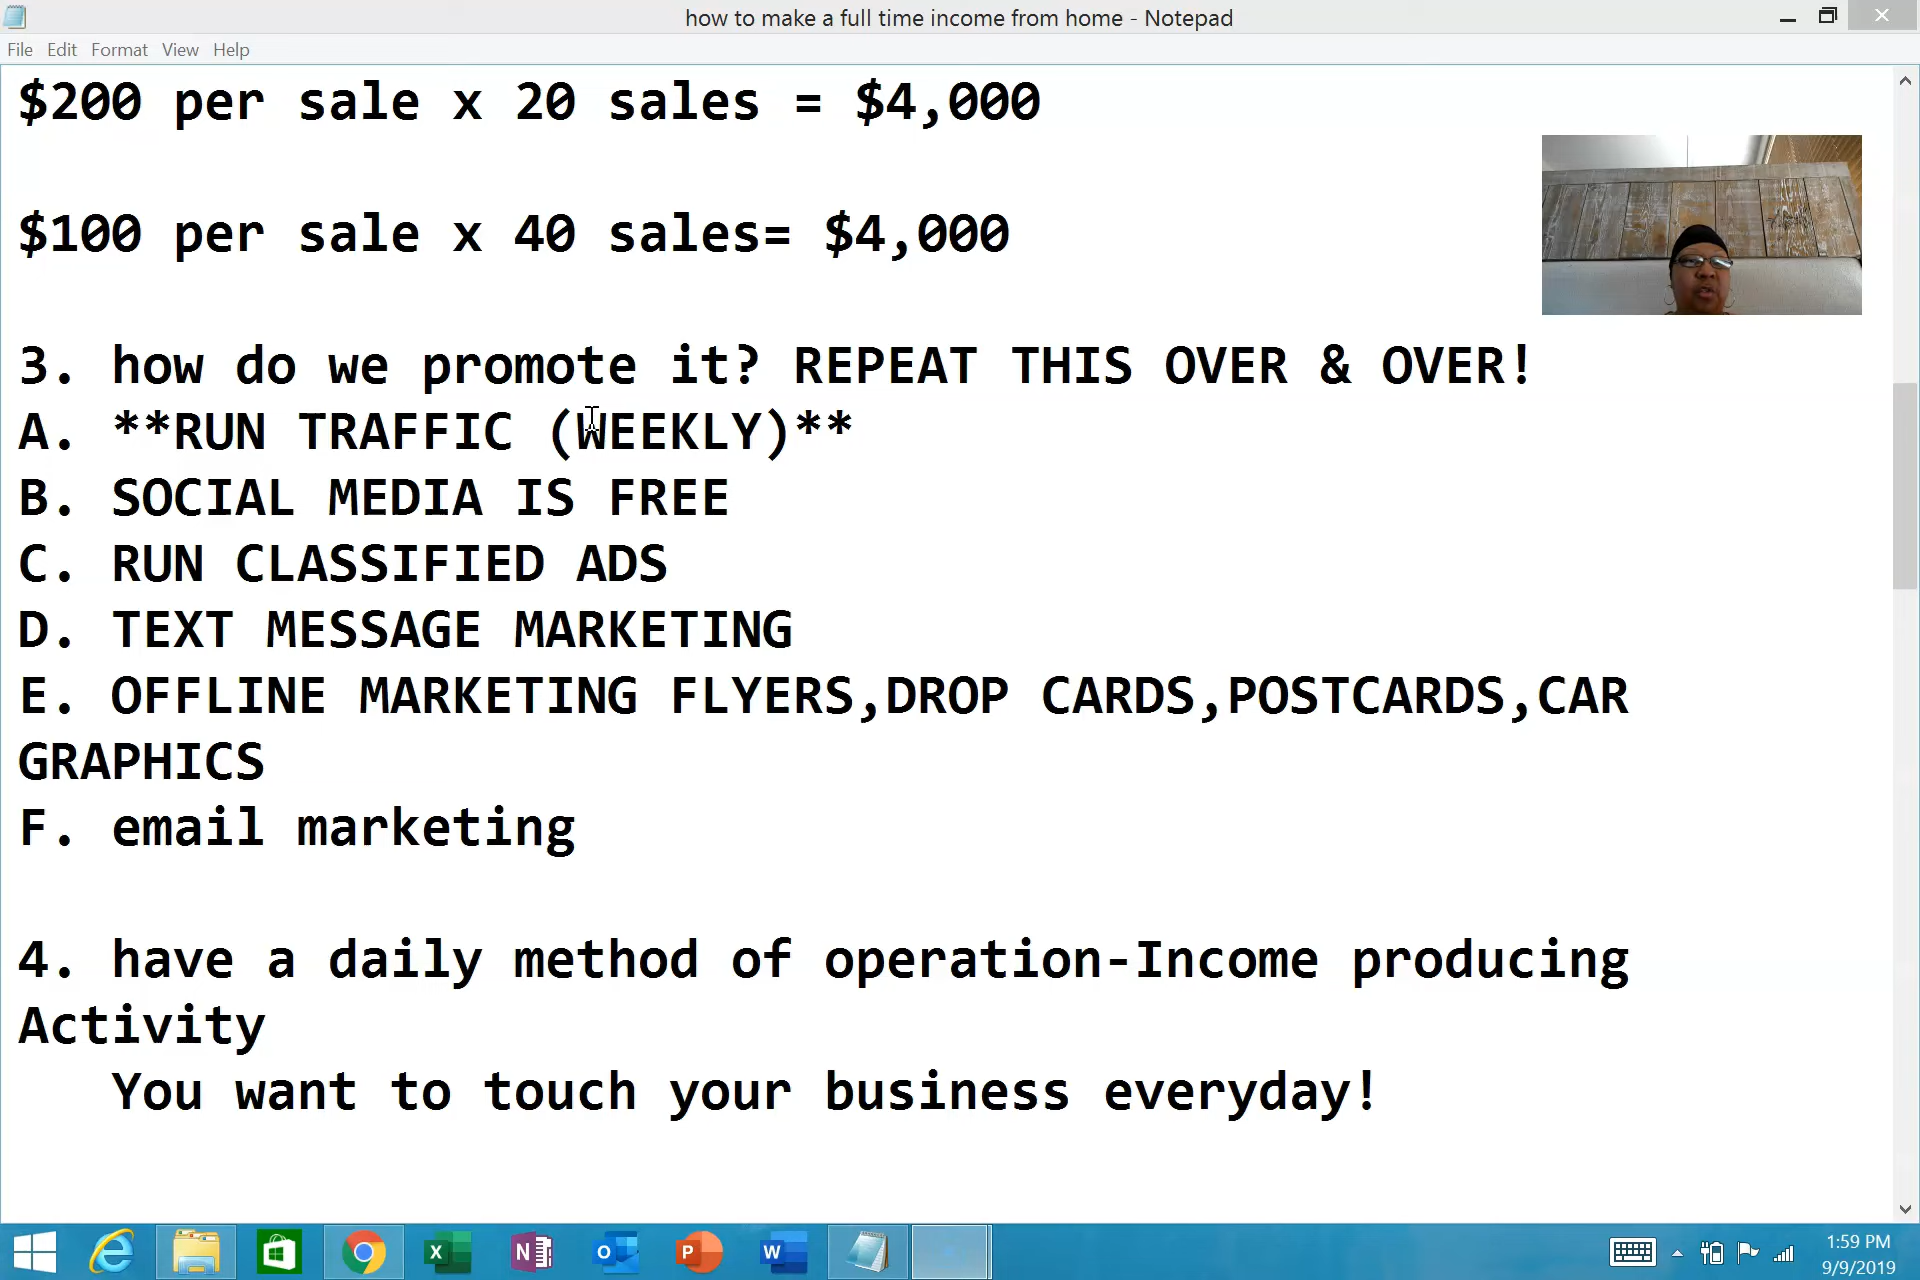 how to make a full time income from home - Notepad
File Edit Format View Help
$200 per sale x 20 sales = $4,000
$100 per sale x 40 sales= $4,000
3. how do we promote it? REPEAT THIS OVER & OVER!
A. **RUN TRAFFIC (WEEKLY)**
B. SOCIAL MEDIA IS FREE
C. RUN CLASSIFIED ADS
D. TEXT MESSAGE MARKETING
E. OFFLINE MARKETING FLYERS,DROP CARDS,POSTCARDS,CAR
GRAPHICS
F. email marketing
4. have a daily method of operation-Income producing
Activity
You want to touch your business everyday!
1:59 PM
9/9/2019